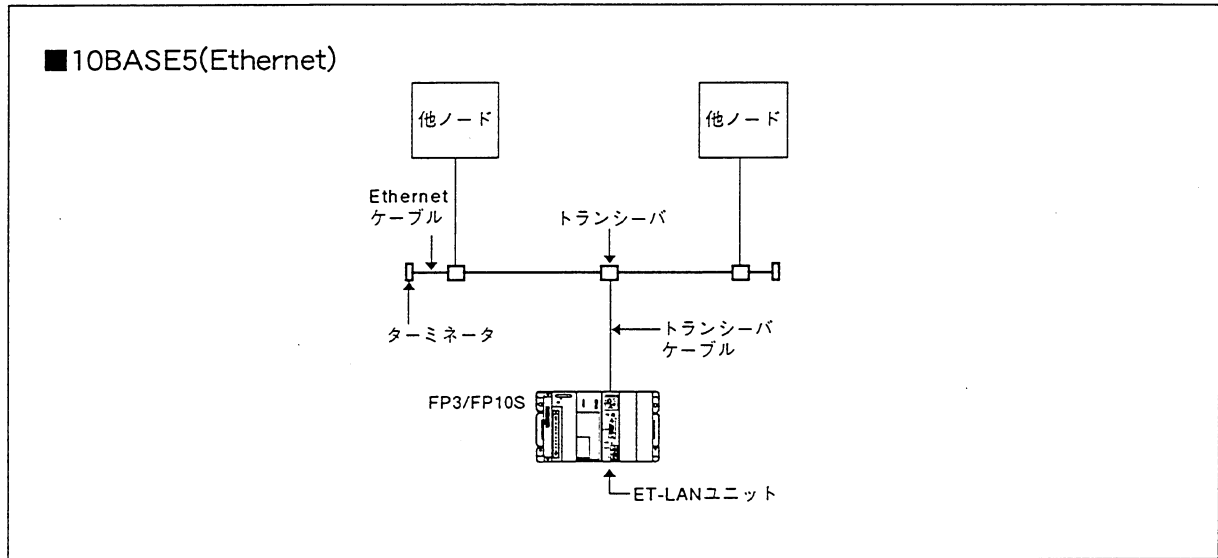 ■10BASE5(Ethernet)
他ノード
他ノード
Ethernet
ケーブル
トランシーバ
ターミネータ
トランシーバ
ケーブル
FP3/FP10S
ET-LANユニット